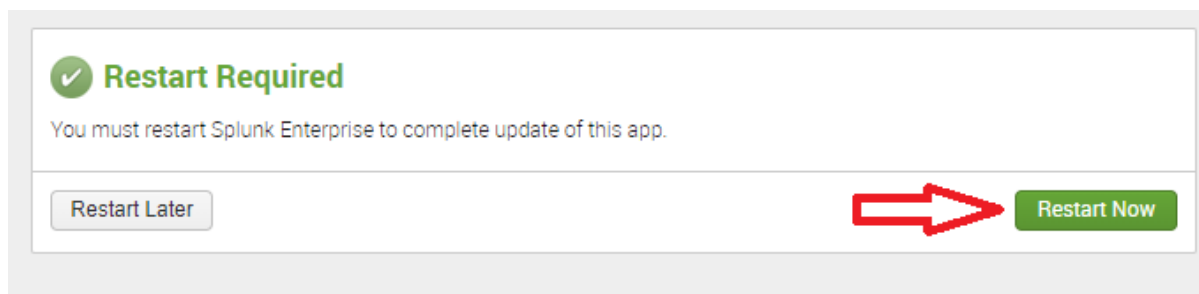 Restart Required
You must restart Splunk Enterprise to complete update of this app.
Restart Later
Restart Now